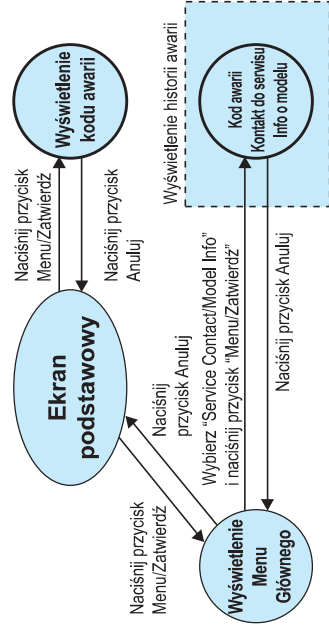 Ekran
podstawowy
Naciśnij przycisk
Menu/Zatwierdź
Naciśnij przycisk
Anuluj
Wyświetlenie
kodu awarii
Naciśnij przycisk
Menu/Zatwierdź
Naciśnij
przycisk Anuluj
Wyświetlenie
Menu
Głównego
Wybierz “Service Contact/Model Info”
i naciśnij przycisk “Menu/Zatwierdź”
Naciśnij przycisk Anuluj
Wyświetlenie historii awarii
Kod awarii
Kontakt do serwisu
Info o modelu